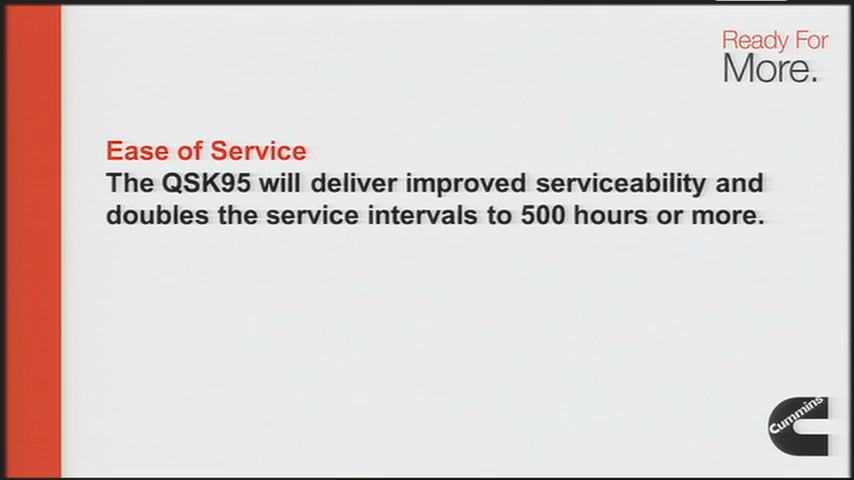 Ready For
More.
Ease of Service
The QSK95 will deliver improved serviceability and
doubles the service intervals to 500 hours or more.
Cummins